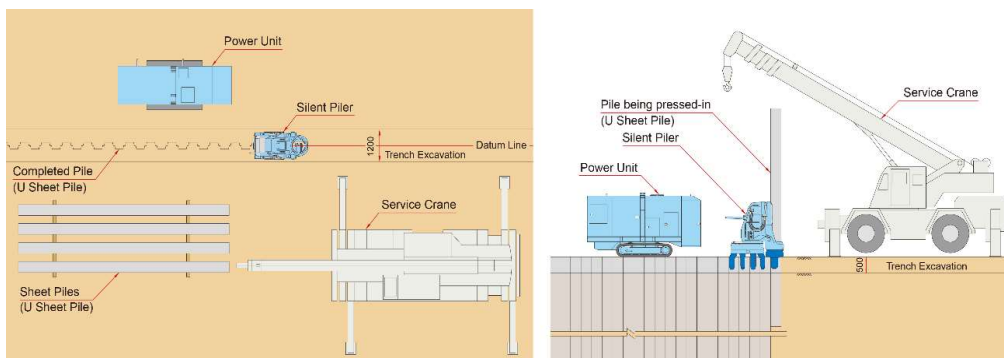 Power Unit
Silent Piler
1200
Datum Line
Trench Excavation
Completed Pile
(U Sheet Pile)
Service Crane
Sheet Piles
(U Sheet Pile)
Service Crane
Pile being pressed-in
(U Sheet Pile)
Silent Piler
Power Unit
500
Trench Excavation